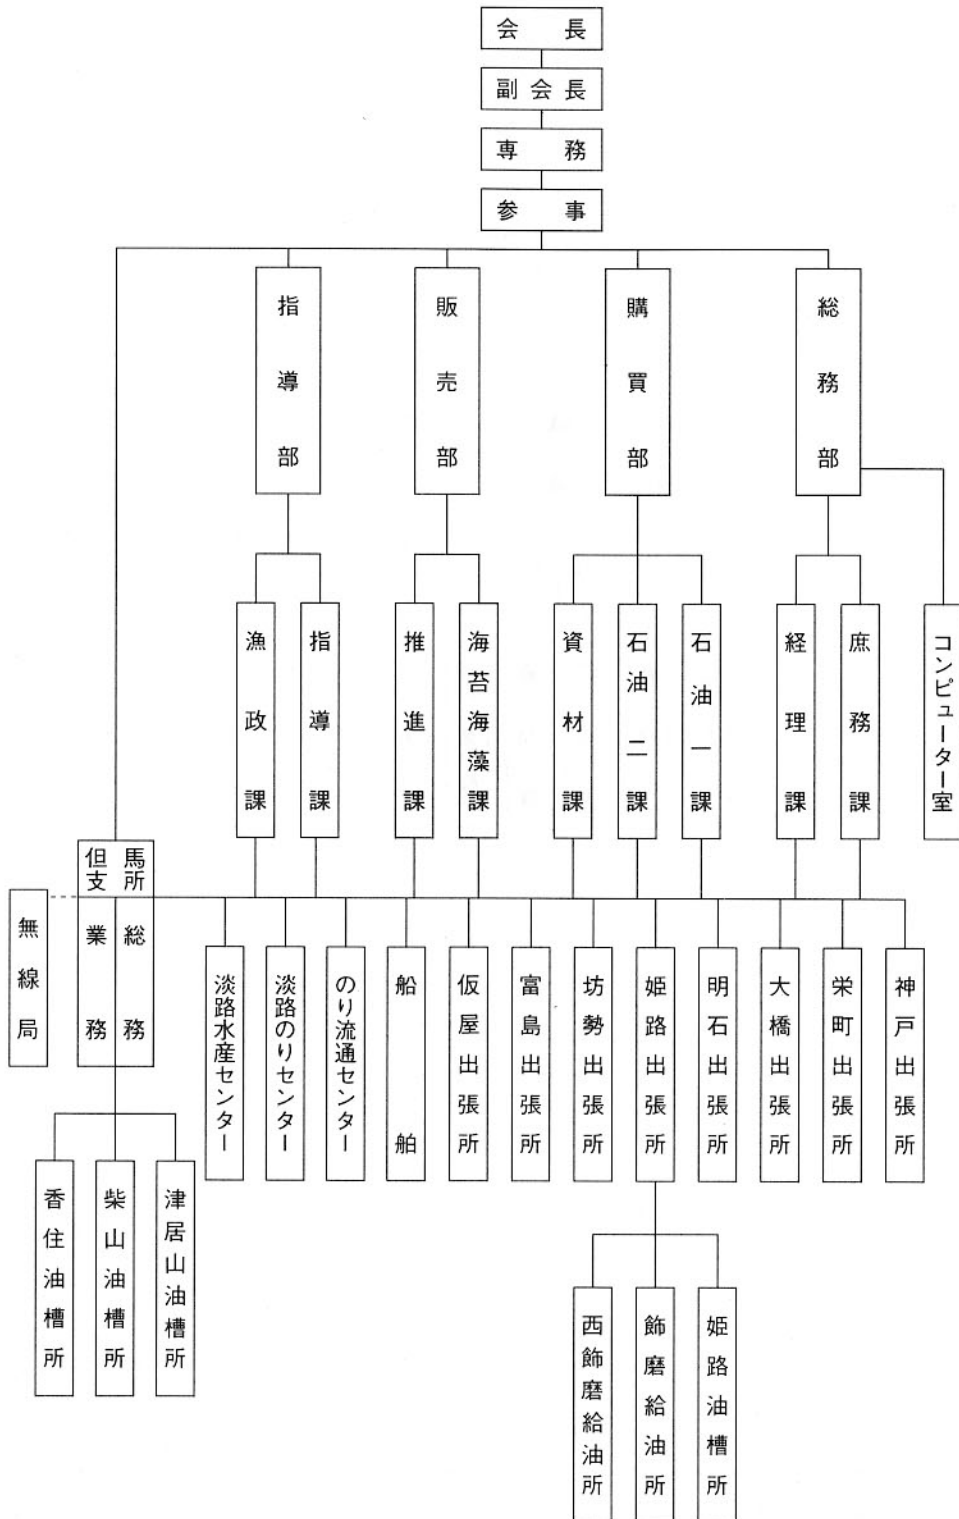 会長
副会長
専務
参事
総務部
購買部
販売部
指導部
コンピューター室
庶務課
経理課
石油一課
石油二課
資材課
海苔海藻課
推進課
指導課
漁政課
但馬支所
総務
業務
無線局
神戸出張所
栄町出張所
大橋出張所
明石出張所
姫路出張所
坊勢出張所
富島出張所
仮屋出張所
船舶
のり流通センター
淡路のりセンター
淡路水産センター
津居山油槽所
柴山油槽所
香住油槽所
姫路油槽所
飾磨給油所
西飾磨給油所